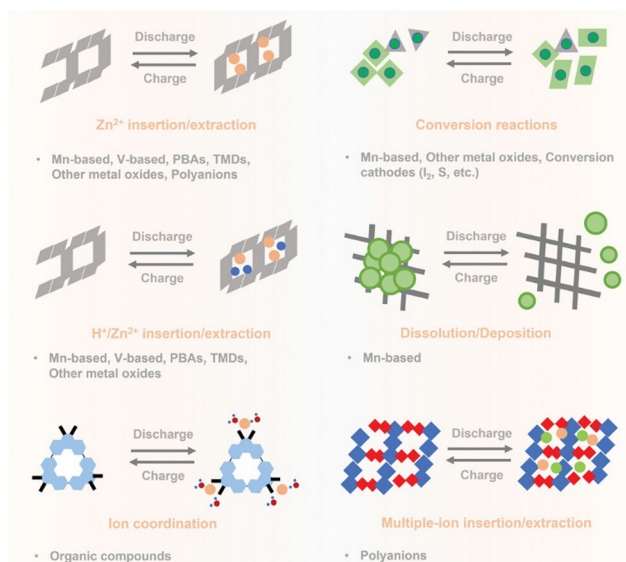 Discharge
Charge
Zn²⁺ insertion/extraction
• Mn-based, V-based, PBAs, TMDs,
Other metal oxides, Polyanions
Discharge
Charge
Conversion reactions
• Mn-based, Other metal oxides, Conversion
cathodes (I₂, S, etc.)
Discharge
Charge
H⁺/Zn²⁺ insertion/extraction
• Mn-based, V-based, PBAs, TMDs,
Other metal oxides
Discharge
Charge
Dissolution/Deposition
• Mn-based
Discharge
Charge
Ion coordination
• Organic compounds
Discharge
Charge
Multiple-ion insertion/extraction
• Polyanions